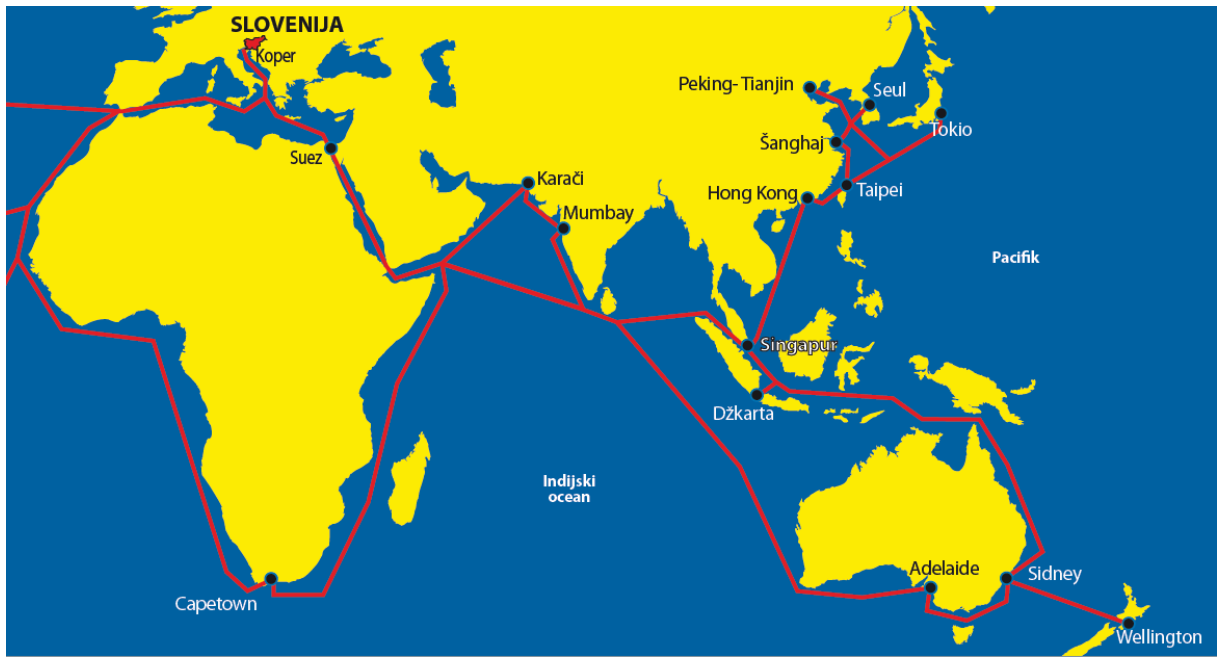 SLOVENIJA
Koper
Peking-Tianjin
Seul
Tokio
Šanghaj
Suez
Karači
Hong Kong
Taipei
Mumbay
Pacifik
Singapur
Džkarta
Indijski
ocean
Adelaide
Sidney
Capetown
Wellington